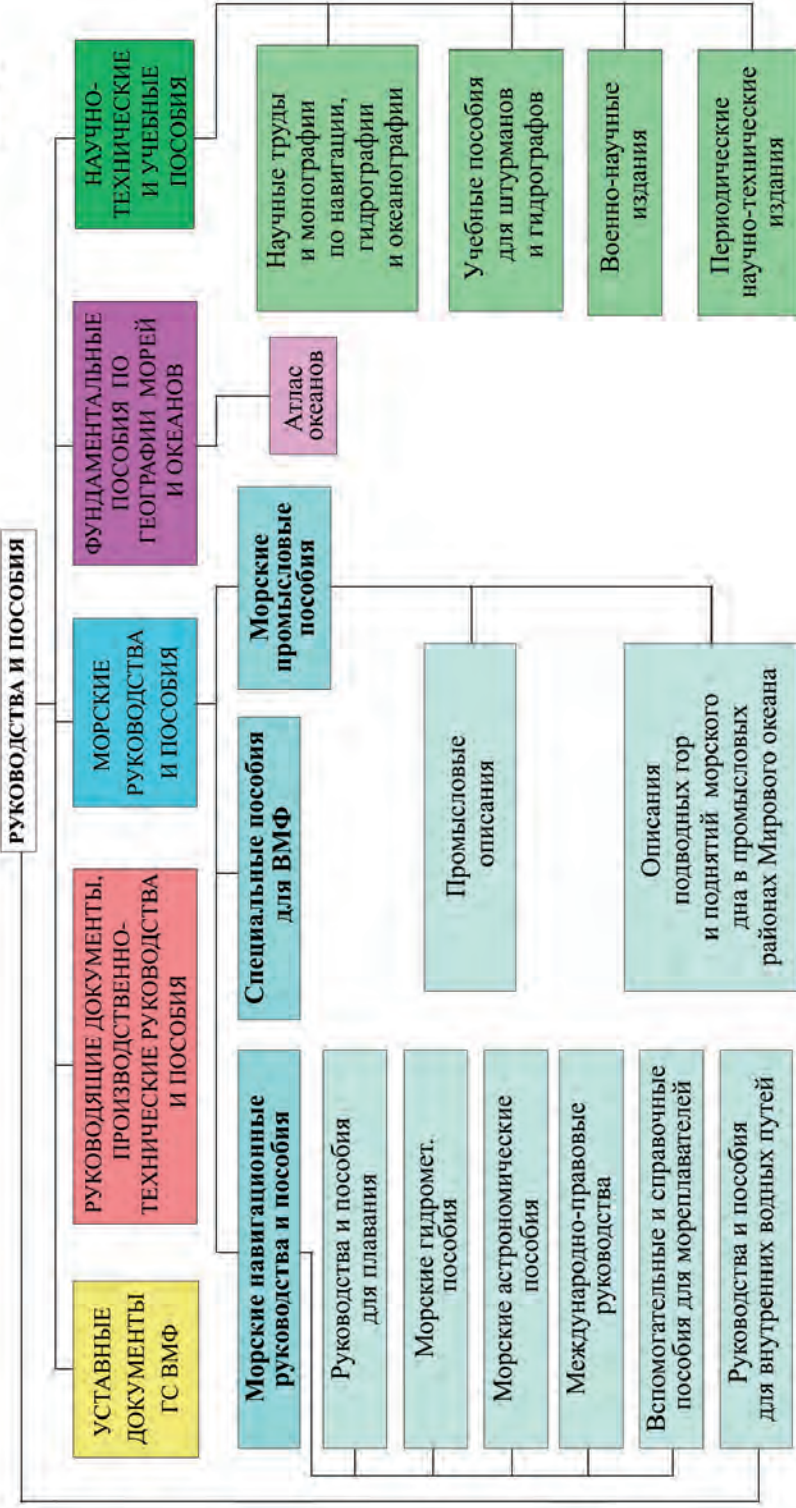 РУКОВОДСТВА И ПОСОБИЯ
УСТАВНЫЕ
ДОКУМЕНТЫ
ГС ВМФ
РУКОВОДЯЩИЕ ДОКУМЕНТЫ,
ПРОИЗВОДСТВЕННО-
ТЕХНИЧЕСКИЕ РУКОВОДСТВА
И ПОСОБИЯ
МОРСКИЕ
РУКОВОДСТВА
И ПОСОБИЯ
ФУНДАМЕНТАЛЬНЫЕ
ПОСОБИЯ ПО
ГЕОГРАФИИ МОРЕЙ
И ОКЕАНОВ
НАУЧНО-
ТЕХНИЧЕСКИЕ
И УЧЕБНЫЕ
ПОСОБИЯ
Морские навигационные
руководства и пособия
Специальные пособия
для ВМФ
Морские
промысловые
пособия
Атлас
океанов
Научные труды
и монографии
по навигации,
гидрографии
и океанографии
Учебные пособия
для штурманов
и гидрографов
Военно-научные
издания
Периодические
научно-технические
издания
Руководства и пособия
для плавания
Морские гидромет.
пособия
Морские астрономические
пособия
Международно-правовые
руководства
Вспомогательные и справочные
пособия для мореплавателей
Руководства и пособия
для внутренних водных путей
Промысловые
описания
Описания
подводных гор
и поднятий морского
дна в промысловых
районах Мирового океана